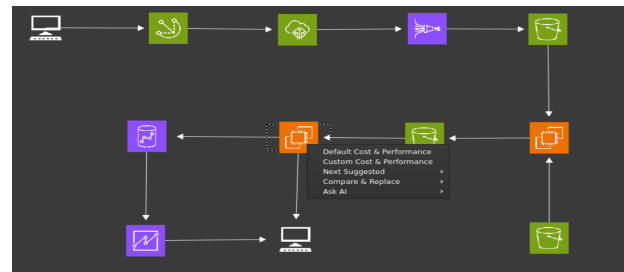 Default Cost & Performance
Custom Cost & Performance
Next Suggested
Compare & Replace
Ask AI